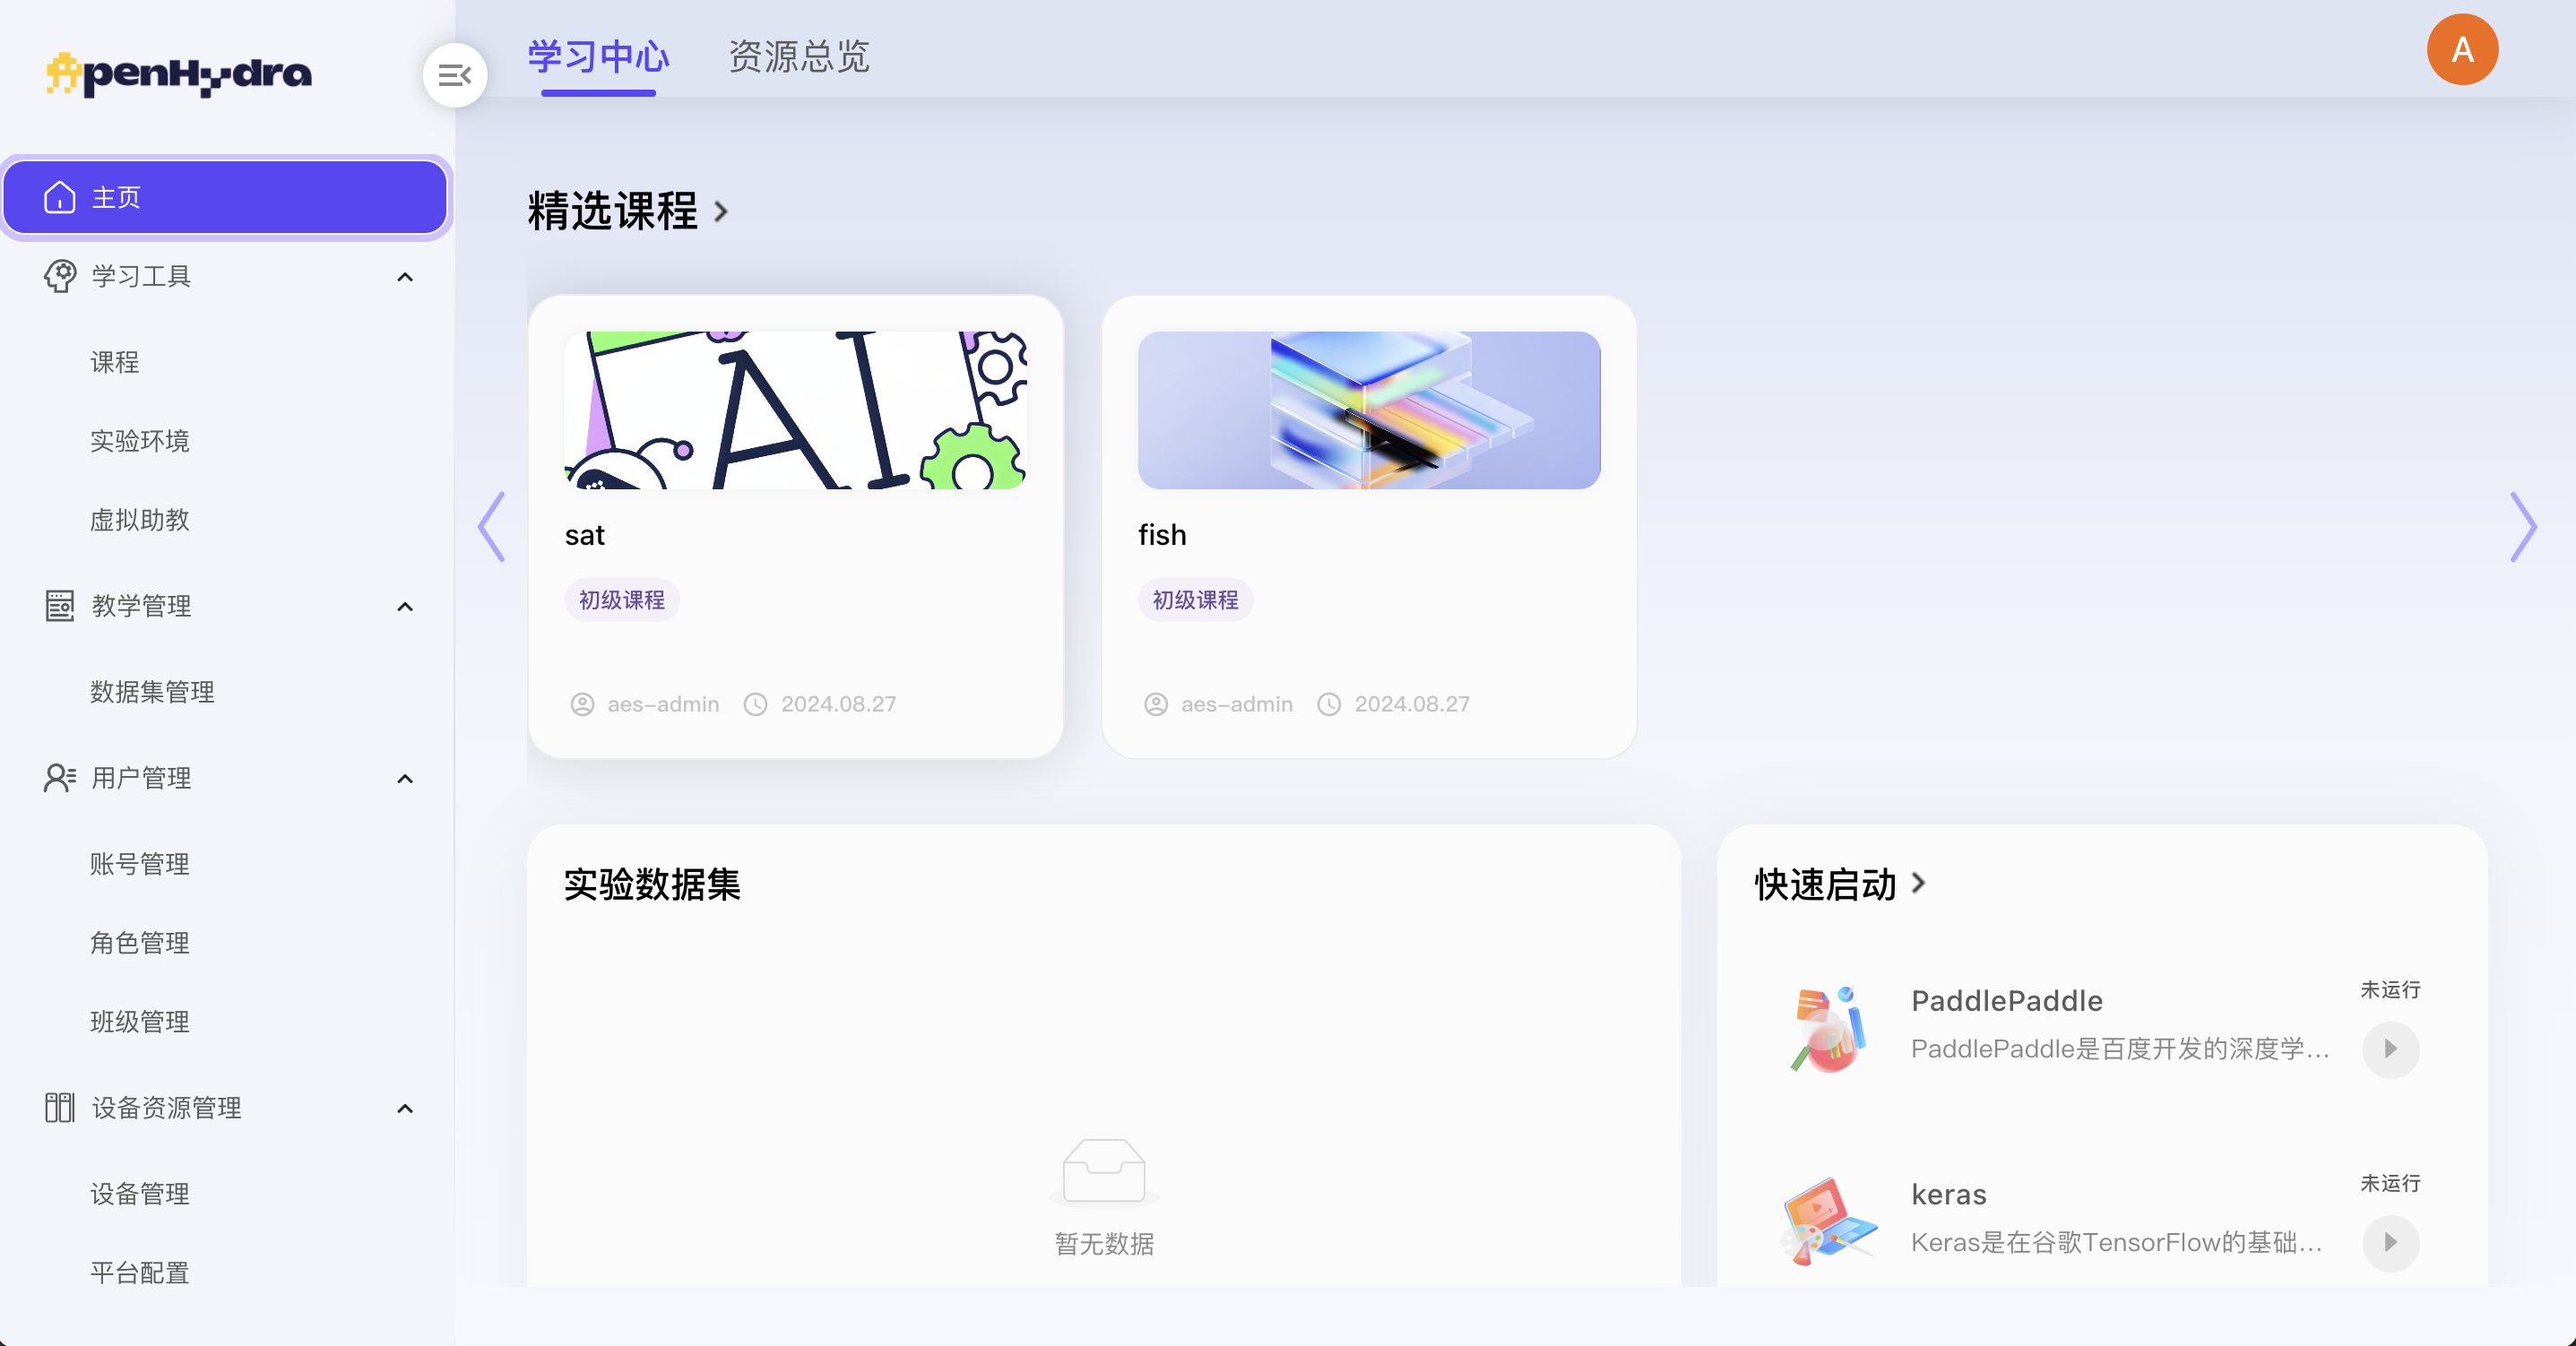 OpenHydra
主页
学习工具
课程
实验环境
虚拟助教
教学管理
数据集管理
用户管理
账号管理
角色管理
班级管理
设备资源管理
设备管理
平台配置
学习中心
资源总览
A
精选课程
AI
sat
初级课程
aes-admin
2024.08.27
fish
初级课程
aes-admin
2024.08.27
实验数据集
暂无数据
快速启动
PaddlePaddle
未运行
PaddlePaddle是百度开发的深度学...
keras
未运行
Keras是在谷歌TensorFlow的基础...